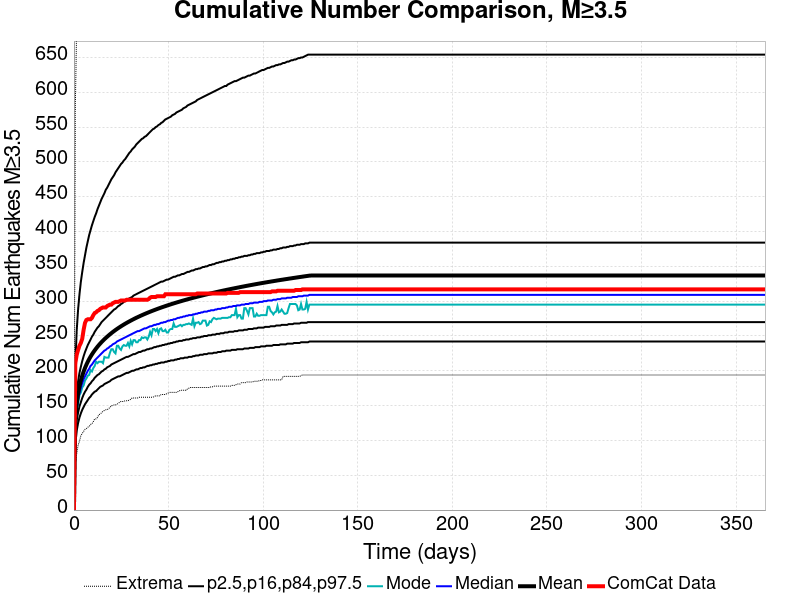 Cumulative Number Comparison, M≥3.5
Cumulative Num Earthquakes M≥3.5
650
600
550
500
450
400
350
300
250
200
150
100
50
0
0 50 100 150 200 250 300 350
Time (days)
Extrema p2.5,p16,p84,p97.5 Mode Median Mean ComCat Data